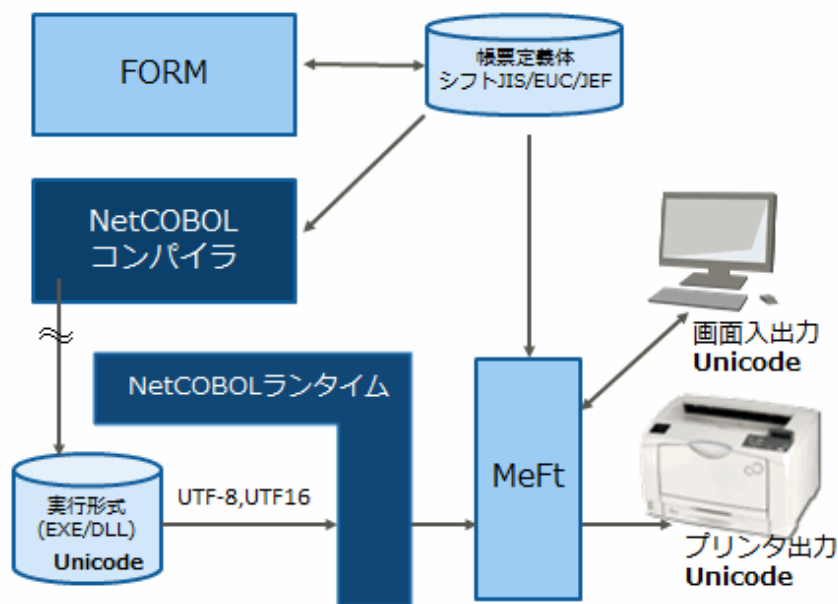 FORM
帳票定義体
シフトJIS/EUC/JEF
NetCOBOL
コンパイラ
画面入出力
Unicode
NetCOBOLランタイム
MeFt
実行形式
(EXE/DLL)
Unicode
UTF-8,UTF16
プリンタ出力
Unicode